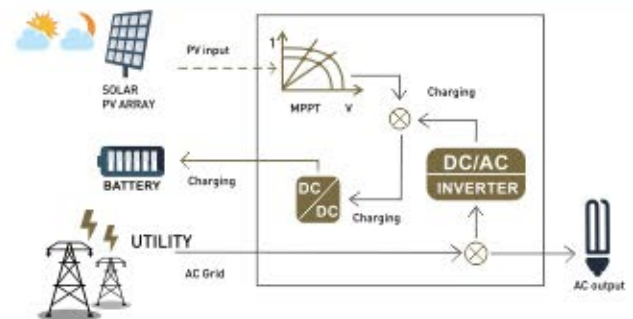 PV input
1
SOLAR
PV ARRAY
MPPT V
Charging
BATTERY
Charging
DC
DC
Charging
DC/AC
INVERTER
UTILITY
AC Grid
AC output